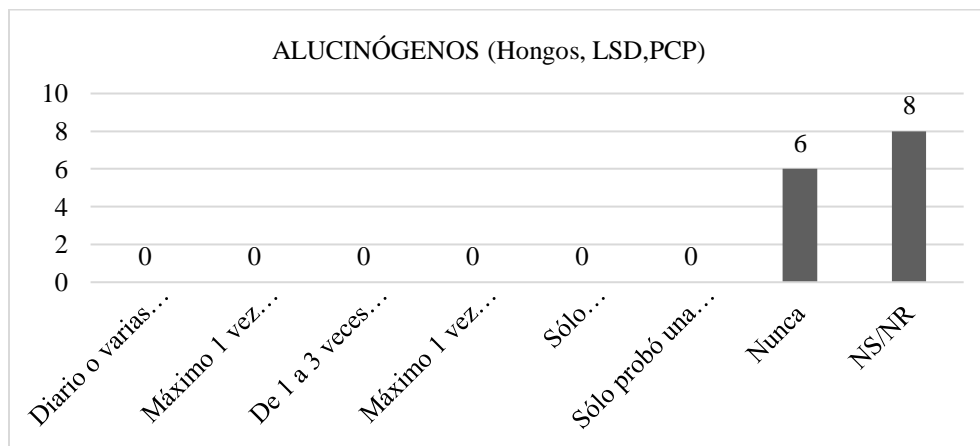 ALUCINÓGENOS (Hongos, LSD,PCP)
10
8
6
4
2
0
0
0
0
0
0
0
6
8
Diario o varias…
Máximo 1 vez…
De 1 a 3 veces…
Máximo 1 vez…
Sólo…
Sólo probó una…
Nunca
NS/NR